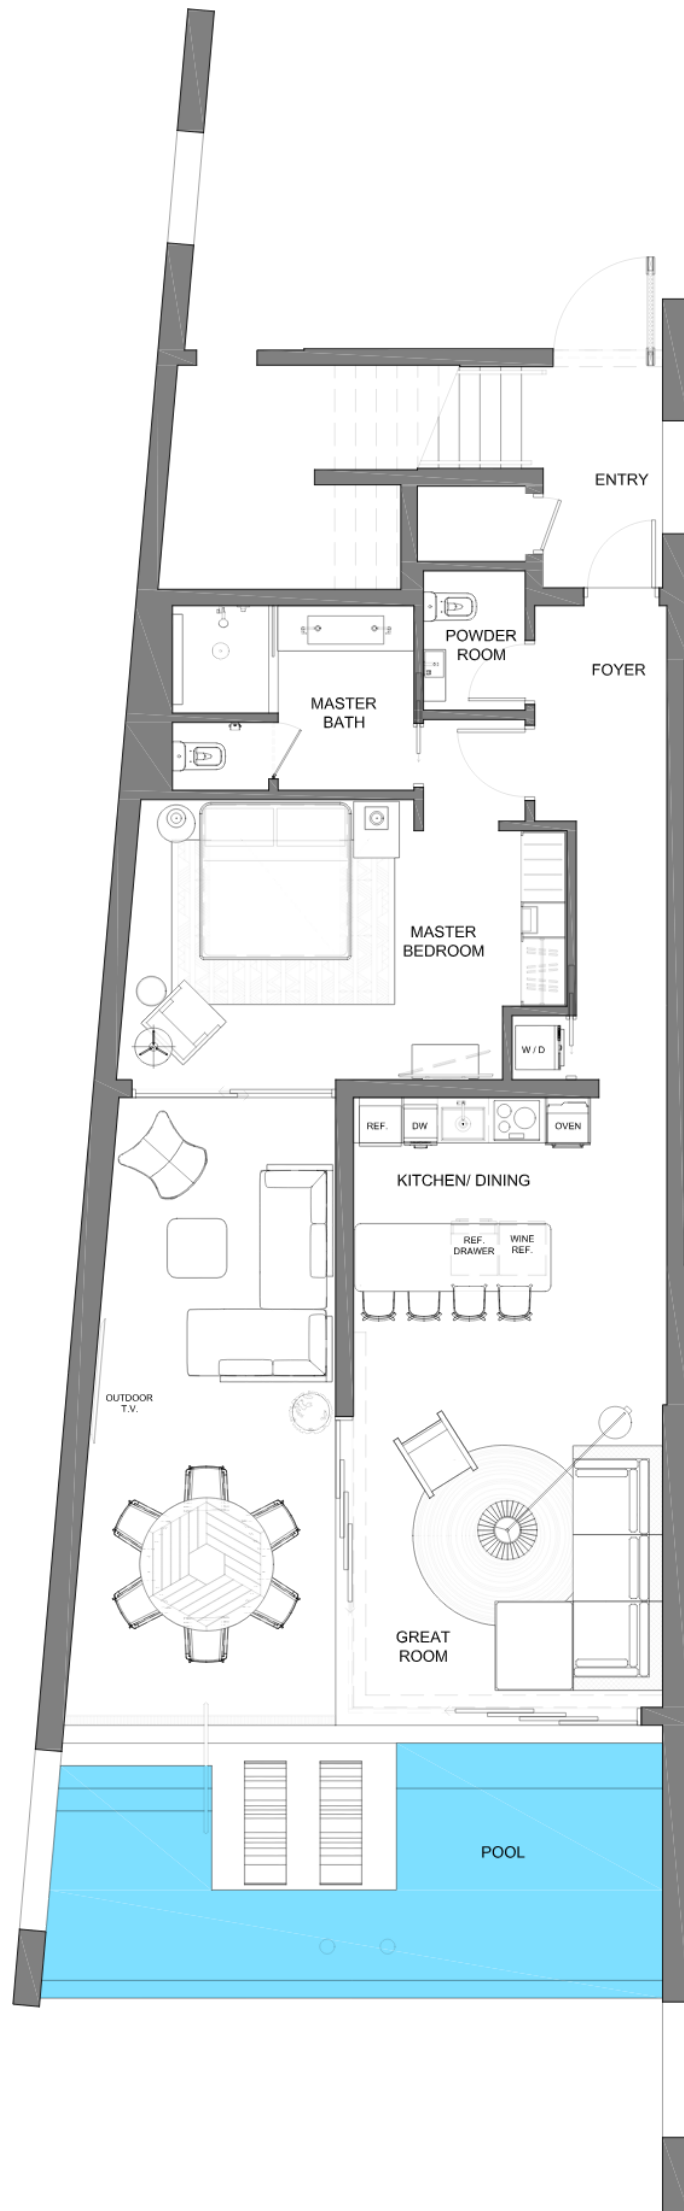 ENTRY
POWDER
ROOM
FOYER
MASTER
BATH
MASTER
BEDROOM
W / D
REF.
DW
OVEN
KITCHEN/ DINING
REF.
DRAWER
WINE
REF.
OUTDOOR
T.V.
GREAT
ROOM
POOL